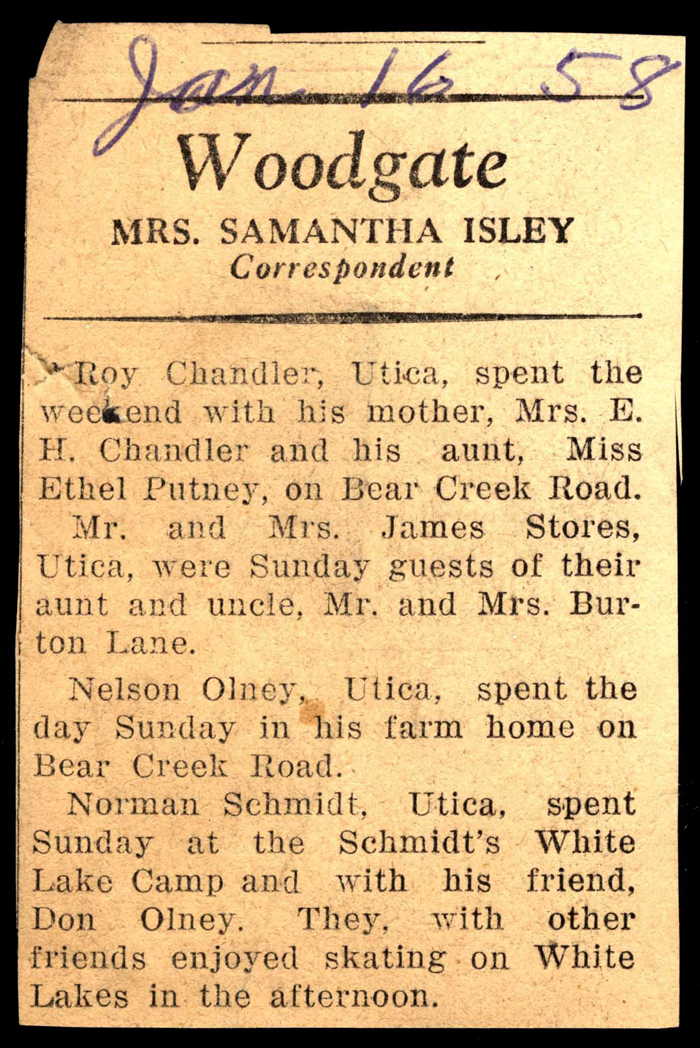 Jan 16 58
Woodgate
MRS. SAMANTHA ISLEY
Correspondent
Roy Chandler, Utica, spent the
weekend with his mother, Mrs. E.
H. Chandler and his aunt, Miss
Ethel Putney, on Bear Creek Road.
Mr. and Mrs. James Stores,
Utica, were Sunday guests of their
aunt and uncle, Mr. and Mrs. Bur-
ton Lane.
Nelson Olney, Utica, spent the
day Sunday in his farm home on
Bear Creek Road.
Norman Schmidt, Utica, spent
Sunday at the Schmidt's White
Lake Camp and with his friend,
Don Olney. They, with other
friends enjoyed skating on White
Lakes in the afternoon.